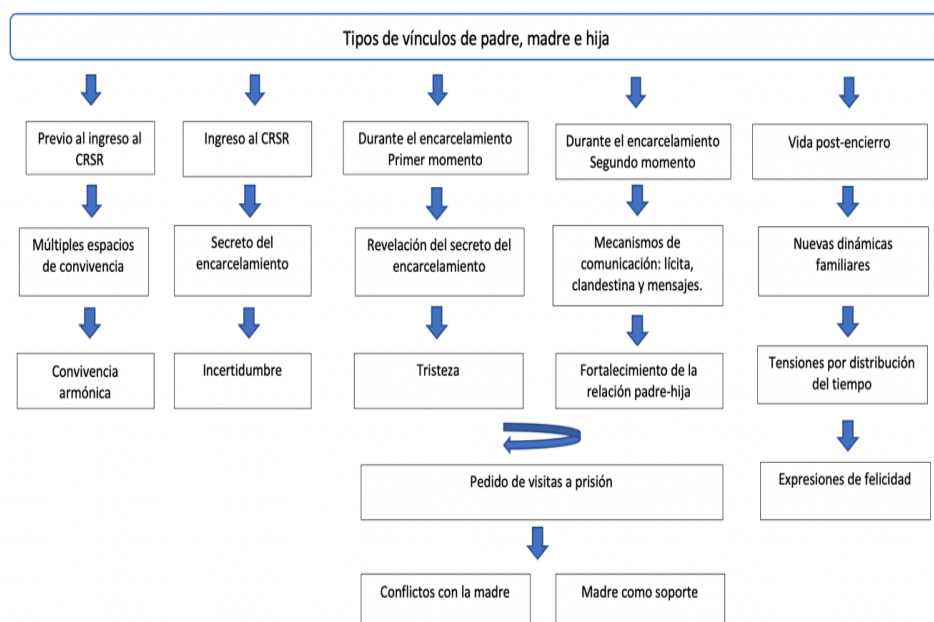 Tipos de vínculos de padre, madre e hija
Previo al ingreso al
CRSR
Ingreso al CRSR
Durante el encarcelamiento
Primer momento
Durante el encarcelamiento
Segundo momento
Vida post-encierro
Múltiples espacios
de convivencia
Secreto del
encarcelamiento
Revelación del secreto del
encarcelamiento
Mecanismos de
comunicación: lícita,
clandestina y mensajes.
Nuevas dinámicas
familiares
Convivencia
armónica
Incertidumbre
Tristeza
Fortalecimiento de la
relación padre-hija
Tensiones por distribución
del tiempo
Pedido de visitas a prisión
Expresiones de felicidad
Conflictos con la madre
Madre como soporte